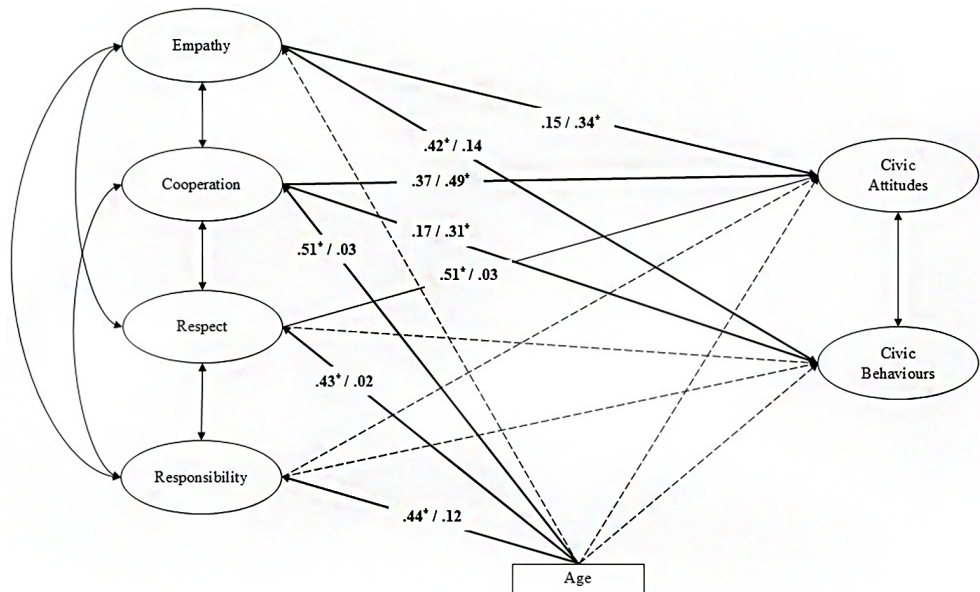 Empathy
.15 / .34*
.42* / .14
Civic
Attitudes
Cooperation
.37 / .49*
.17 / .31*
.51* / .03
.51* / .03
Respect
Civic
Behaviours
.43* / .02
Responsibility
.44* / .12
Age